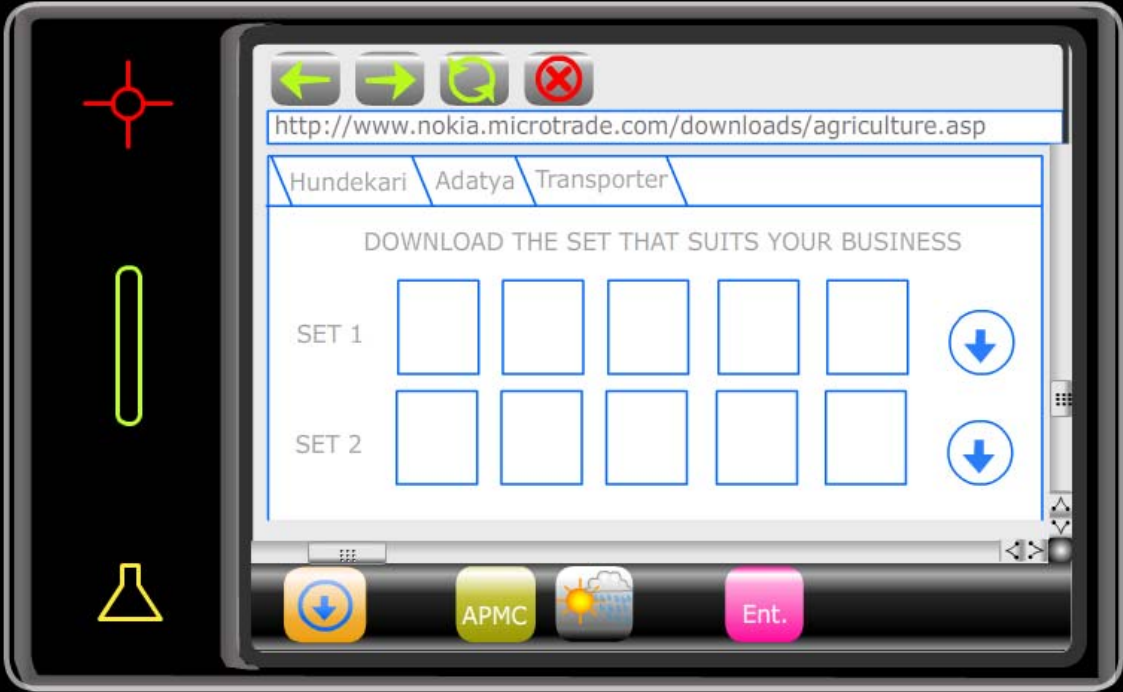 http://www.nokia.microtrade.com/downloads/agriculture.asp
Hundekari Adatya Transporter
DOWNLOAD THE SET THAT SUITS YOUR BUSINESS
SET 1
SET 2
APMC Ent.